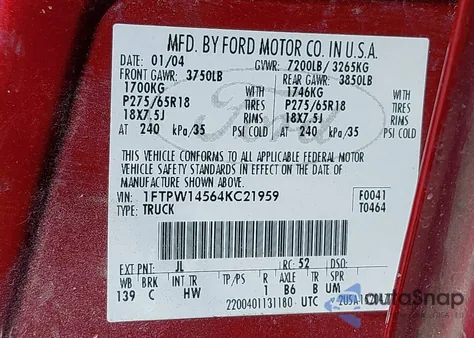 MFD. BY FORD MOTOR CO. IN U.S.A.
DATE: 01/04 GVWR: 7200LB/ 3265KG
FRONT GAWR: 3750LB REAR GAWR: 3850LB
1700KG WITH 1746KG WITH
P275/65R18 TIRES P275/65R18 TIRES
18X7.5J RIMS 18X7.5J RIMS
AT 240 kPa/35 PSI COLD AT 240 kPa/35 PSI COLD
THIS VEHICLE CONFORMS TO ALL APPLICABLE FEDERAL MOTOR
VEHICLE SAFETY STANDARDS IN EFFECT ON THE DATE OF
MANUFACTURE SHOWN ABOVE.
VIN: 1FTPW14564KC21959 F0041
TYPE: TRUCK T0464
EXT PNT: JL RC: 52 DSO:
WB BRK INT TR TP/PS R AXLE TR SPR
139 C HW 1 B6 B UM
2200401131180 UTC
autoSnap